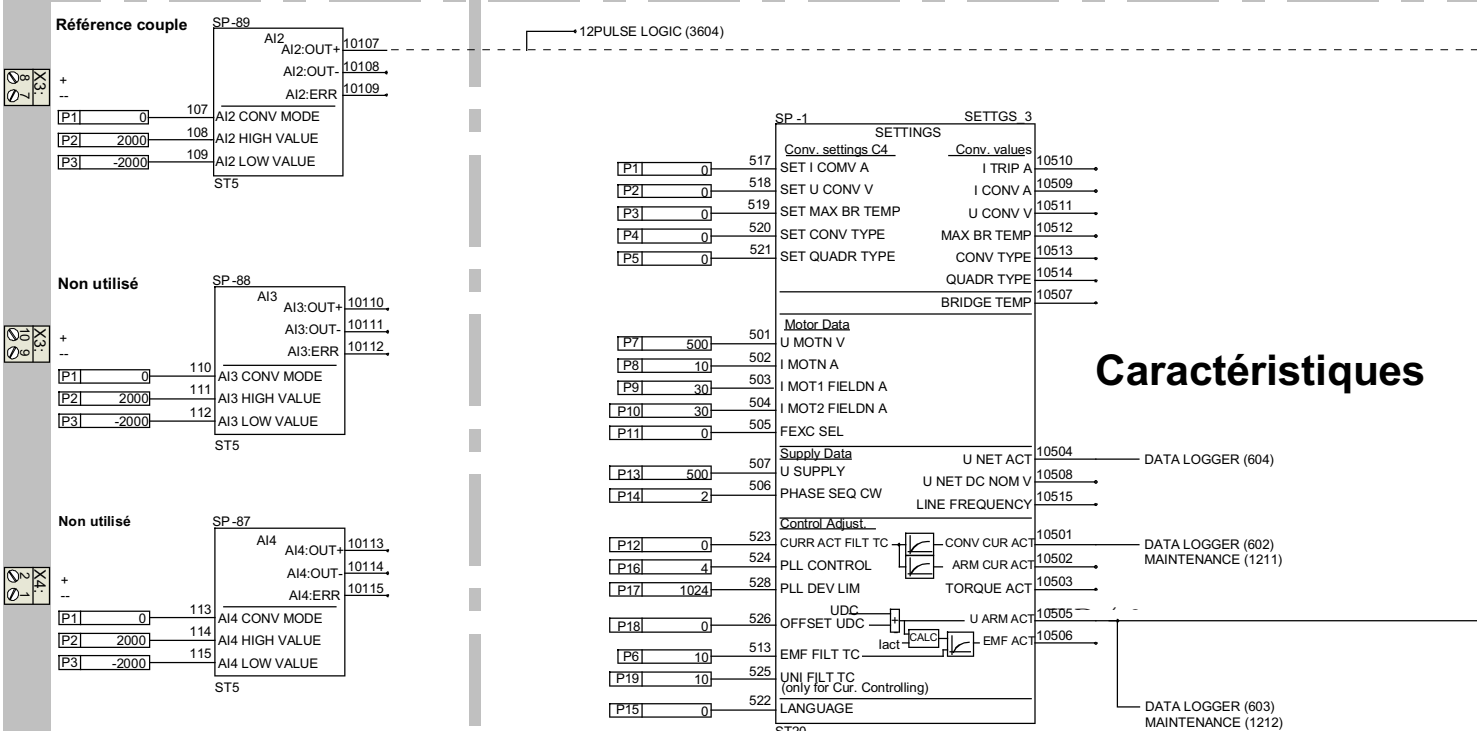 Référence couple
SP-89
AI2
AI2:OUT+ 10107
AI2:OUT- 10108
AI2:ERR 10109
X3:
8 7
+
--
P1 0 107 AI2 CONV MODE
P2 2000 108 AI2 HIGH VALUE
P3 -2000 109 AI2 LOW VALUE
ST5
12PULSE LOGIC (3604)
Non utilisé
SP-88
AI3
AI3:OUT+ 10110
AI3:OUT- 10111
AI3:ERR 10112
X3:
10 9
+
--
P1 0 110 AI3 CONV MODE
P2 2000 111 AI3 HIGH VALUE
P3 -2000 112 AI3 LOW VALUE
ST5
Non utilisé
SP-87
AI4
AI4:OUT+ 10113
AI4:OUT- 10114
AI4:ERR 10115
X4:
2 1
+
--
P1 0 113 AI4 CONV MODE
P2 2000 114 AI4 HIGH VALUE
P3 -2000 115 AI4 LOW VALUE
ST5
SP -1 SETTGS_3
SETTINGS
Conv. settings C4 Conv. values
P1 0 517 SET I COMV A I TRIP A 10510
P2 0 518 SET U CONV V I CONV A 10509
P3 0 519 SET MAX BR TEMP U CONV V 10511
P4 0 520 SET CONV TYPE MAX BR TEMP 10512
P5 0 521 SET QUADR TYPE CONV TYPE 10513
QUADR TYPE 10514
BRIDGE TEMP 10507
Motor Data
P7 500 501 U MOTN V
P8 10 502 I MOTN A
P9 30 503 I MOT1 FIELDN A
P10 30 504 I MOT2 FIELDN A
P11 0 505 FEXC SEL
Caractéristiques
Supply Data
U NET ACT 10504 DATA LOGGER (604)
P13 500 507 U SUPPLY
U NET DC NOM V 10508
P14 2 506 PHASE SEQ CW
LINE FREQUENCY 10515
Control Adjust.
P12 0 523 CURR ACT FILT TC CONV CUR ACT 10501 DATA LOGGER (602)
MAINTENANCE (1211)
P16 4 524 PLL CONTROL ARM CUR ACT 10502
P17 1024 528 PLL DEV LIM TORQUE ACT 10503
UDC
P18 0 526 OFFSET UDC + U ARM ACT 10505
Iact CALC EMF ACT 10506
P6 10 513 EMF FILT TC
P19 10 525 UNI FILT TC
(only for Cur. Controlling)
P15 0 522 LANGUAGE
DATA LOGGER (603)
MAINTENANCE (1212)
ST20